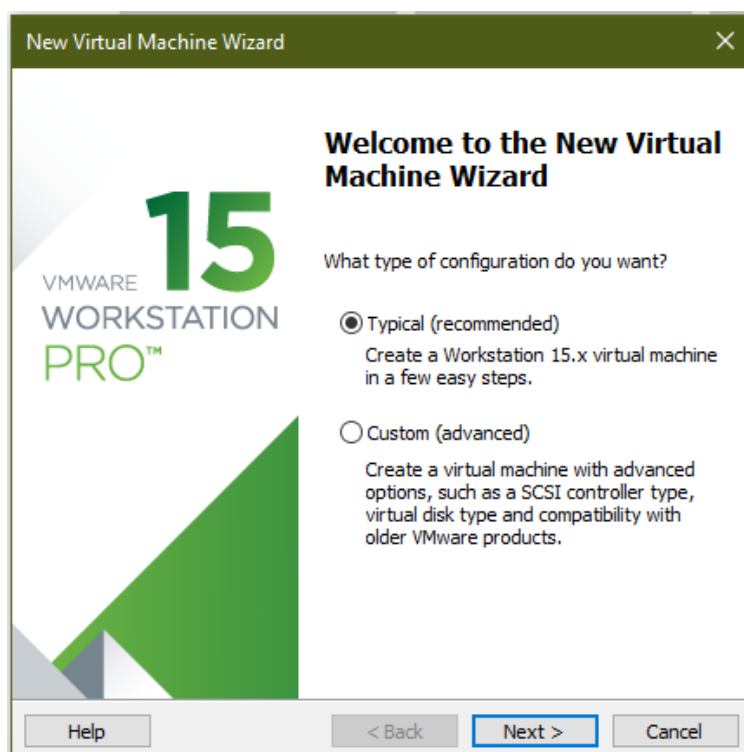 New Virtual Machine Wizard
Welcome to the New Virtual
Machine Wizard
15
VMWARE
WORKSTATION
PRO™
What type of configuration do you want?
Typical (recommended)
Create a Workstation 15.x virtual machine
in a few easy steps.
Custom (advanced)
Create a virtual machine with advanced
options, such as a SCSI controller type,
virtual disk type and compatibility with
older VMware products.
Help
< Back
Next >
Cancel